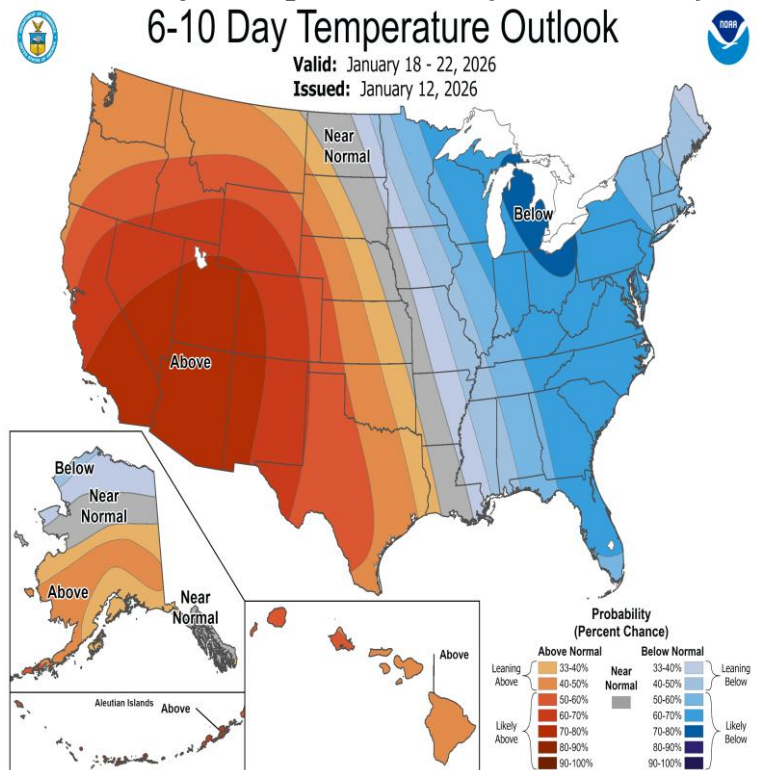 6-10 Day Temperature Outlook
Valid: January 18 - 22, 2026
Issued: January 12, 2026
NOAA
Near
Normal
Below
Above
Below
Near
Normal
Above
Near
Normal
Aleutian Islands
Above
Above
Probability
(Percent Chance)
Above Normal
Below Normal
Leaning
Above
33-40%
40-50%
Near
Normal
33-40%
40-50%
Leaning
Below
Likely
Above
50-60%
60-70%
70-80%
80-90%
90-100%
50-60%
60-70%
70-80%
80-90%
90-100%
Likely
Below